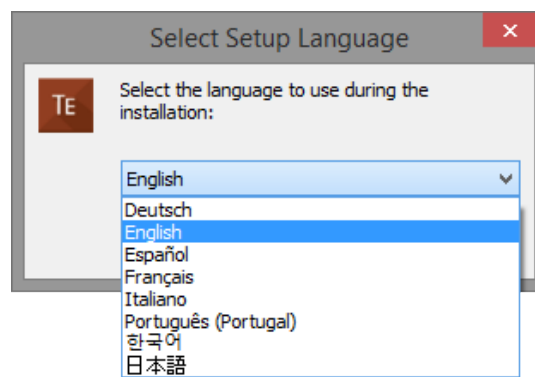 Select Setup Language
TE
Select the language to use during the
installation:
English
Deutsch
English
Español
Français
Italiano
Português (Portugal)
한국어
日本語